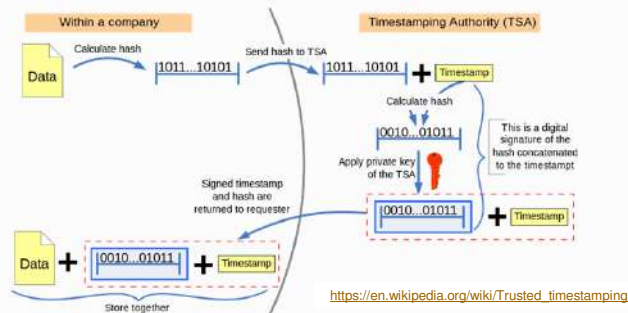 Within a company
Timestamping Authority (TSA)
Calculate hash
Send hash to TSA
Data
1011...10101
1011...10101
Timestamp
Calculate hash
0010...01011
This is a digital
signature of the
hash concatenated
to the timestampt
Apply private key
of the TSA
Signed timestamp
and hash are
returned to requester
0010...01011
Timestamp
Data
0010...01011
Timestamp
Store together
https://en.wikipedia.org/wiki/Trusted_timestamping